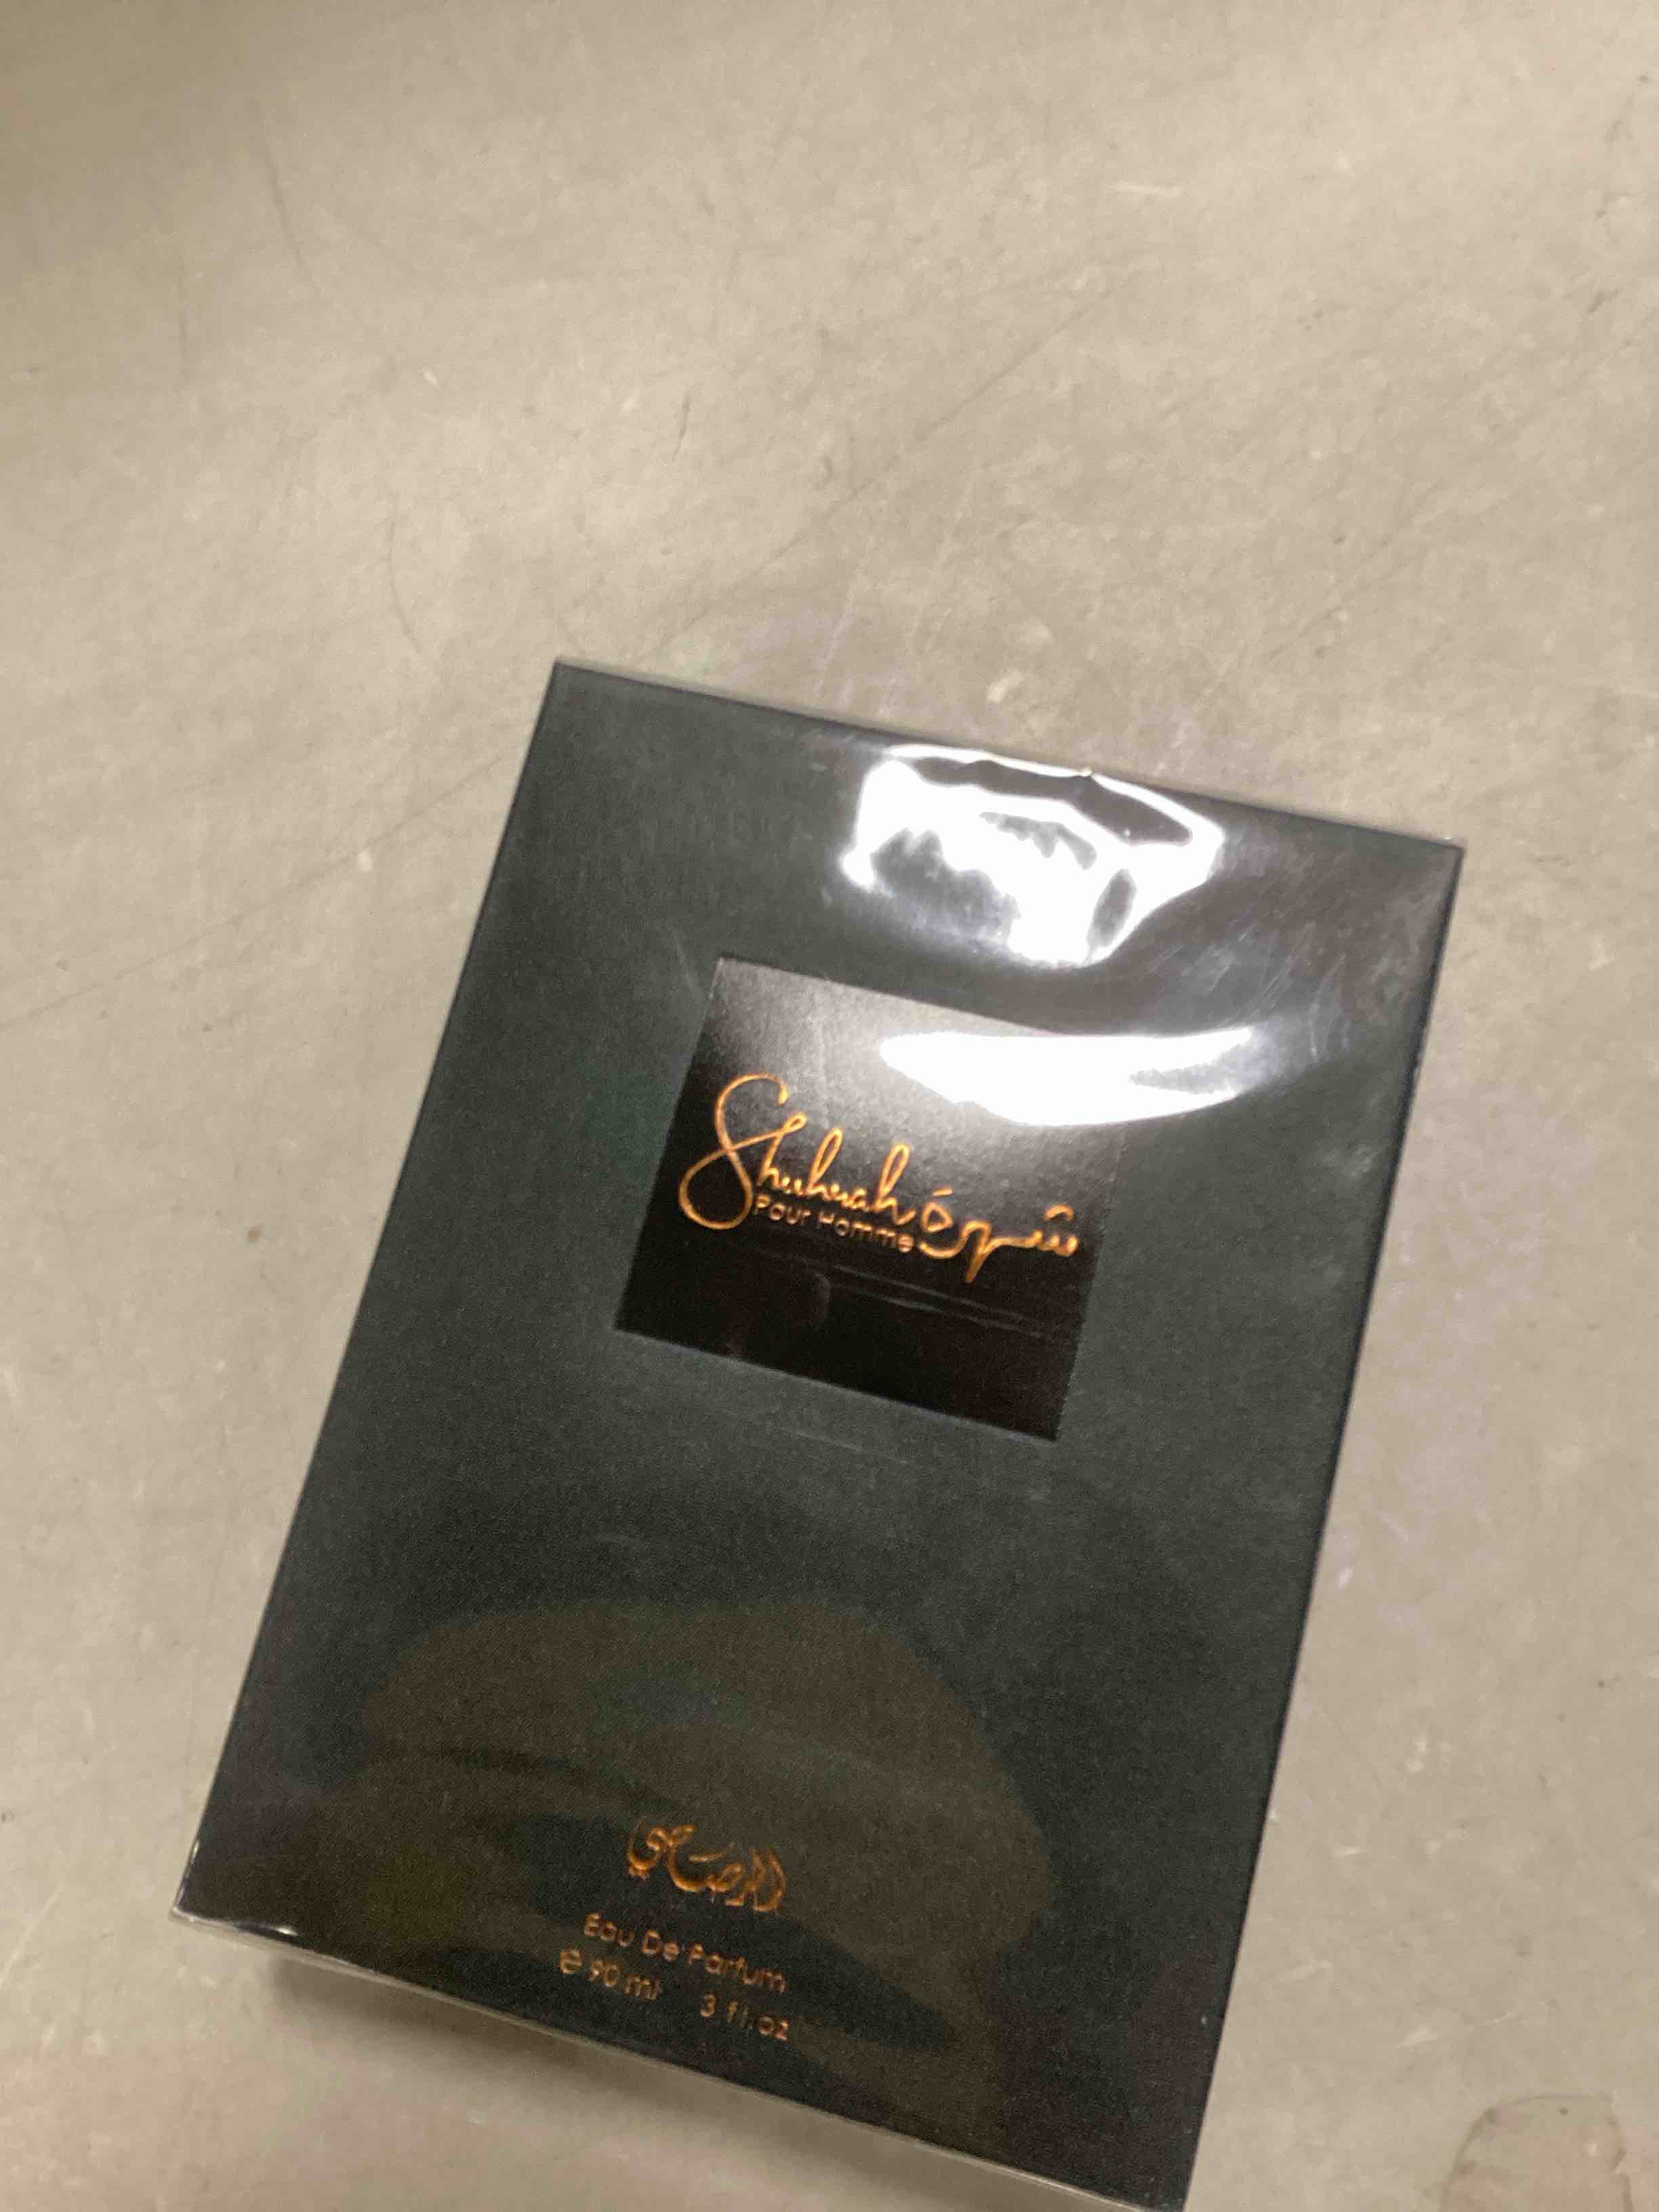 Shuhrah شهرة
Pour Homme
الرصاصي
Eau De Parfum
e 90 ml 3 fl.oz